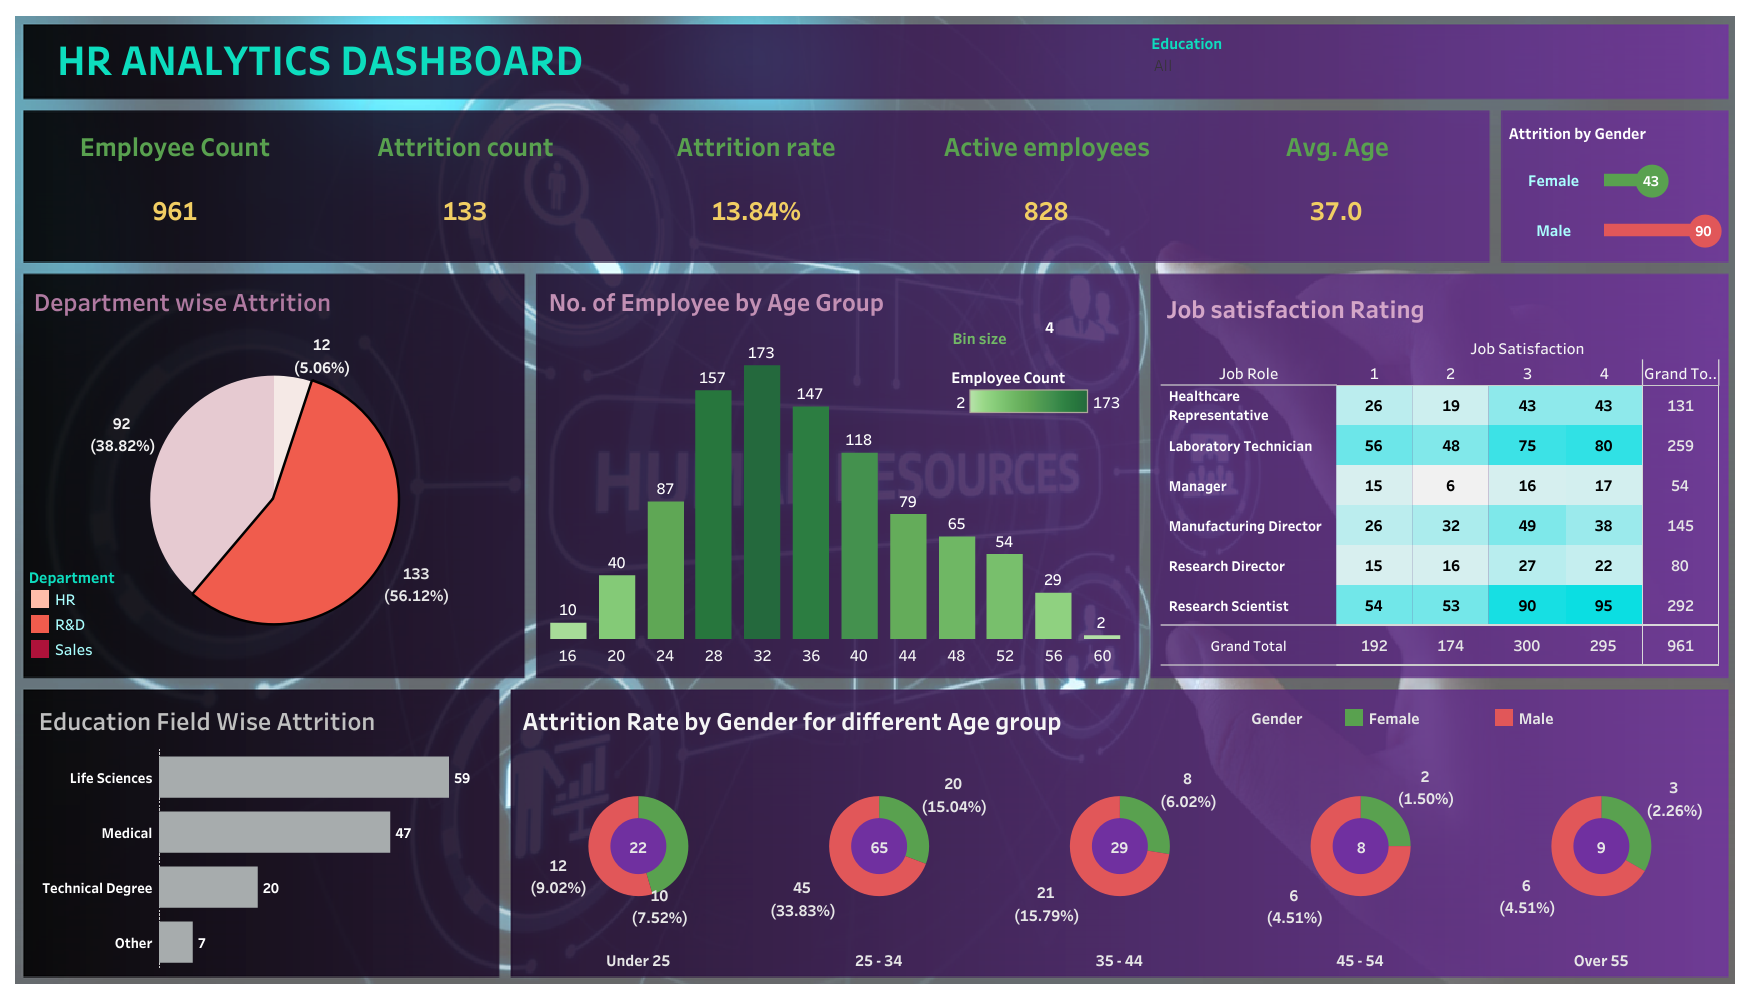 HR ANALYTICS DASHBOARD
Education
All
Employee Count
Attrition count
Attrition rate
Active employees
Avg. Age
961
133
13.84%
828
37.0
Attrition by Gender
Female
43
Male
90
Department wise Attrition
12
(5.06%)
92
(38.82%)
133
(56.12%)
Department
HR
R&D
Sales
No. of Employee by Age Group
Bin size
4
Employee Count
2
173
10
40
87
157
173
147
118
79
65
54
29
2
16
20
24
28
32
36
40
44
48
52
56
60
Job satisfaction Rating
Job Satisfaction
Job Role 1 2 3 4 Grand To..
Healthcare
Representative
26 19 43 43 131
Laboratory Technician 56 48 75 80 259
Manager 15 6 16 17 54
Manufacturing Director 26 32 49 38 145
Research Director 15 16 27 22 80
Research Scientist 54 53 90 95 292
Grand Total 192 174 300 295 961
Education Field Wise Attrition
Life Sciences 59
Medical 47
Technical Degree 20
Other 7
Attrition Rate by Gender for different Age group
Gender
Female
Male
22
12
(9.02%)
10
(7.52%)
Under 25
20
(15.04%)
65
45
(33.83%)
25 - 34
8
(6.02%)
29
21
(15.79%)
35 - 44
2
(1.50%)
8
6
(4.51%)
45 - 54
3
(2.26%)
9
6
(4.51%)
Over 55